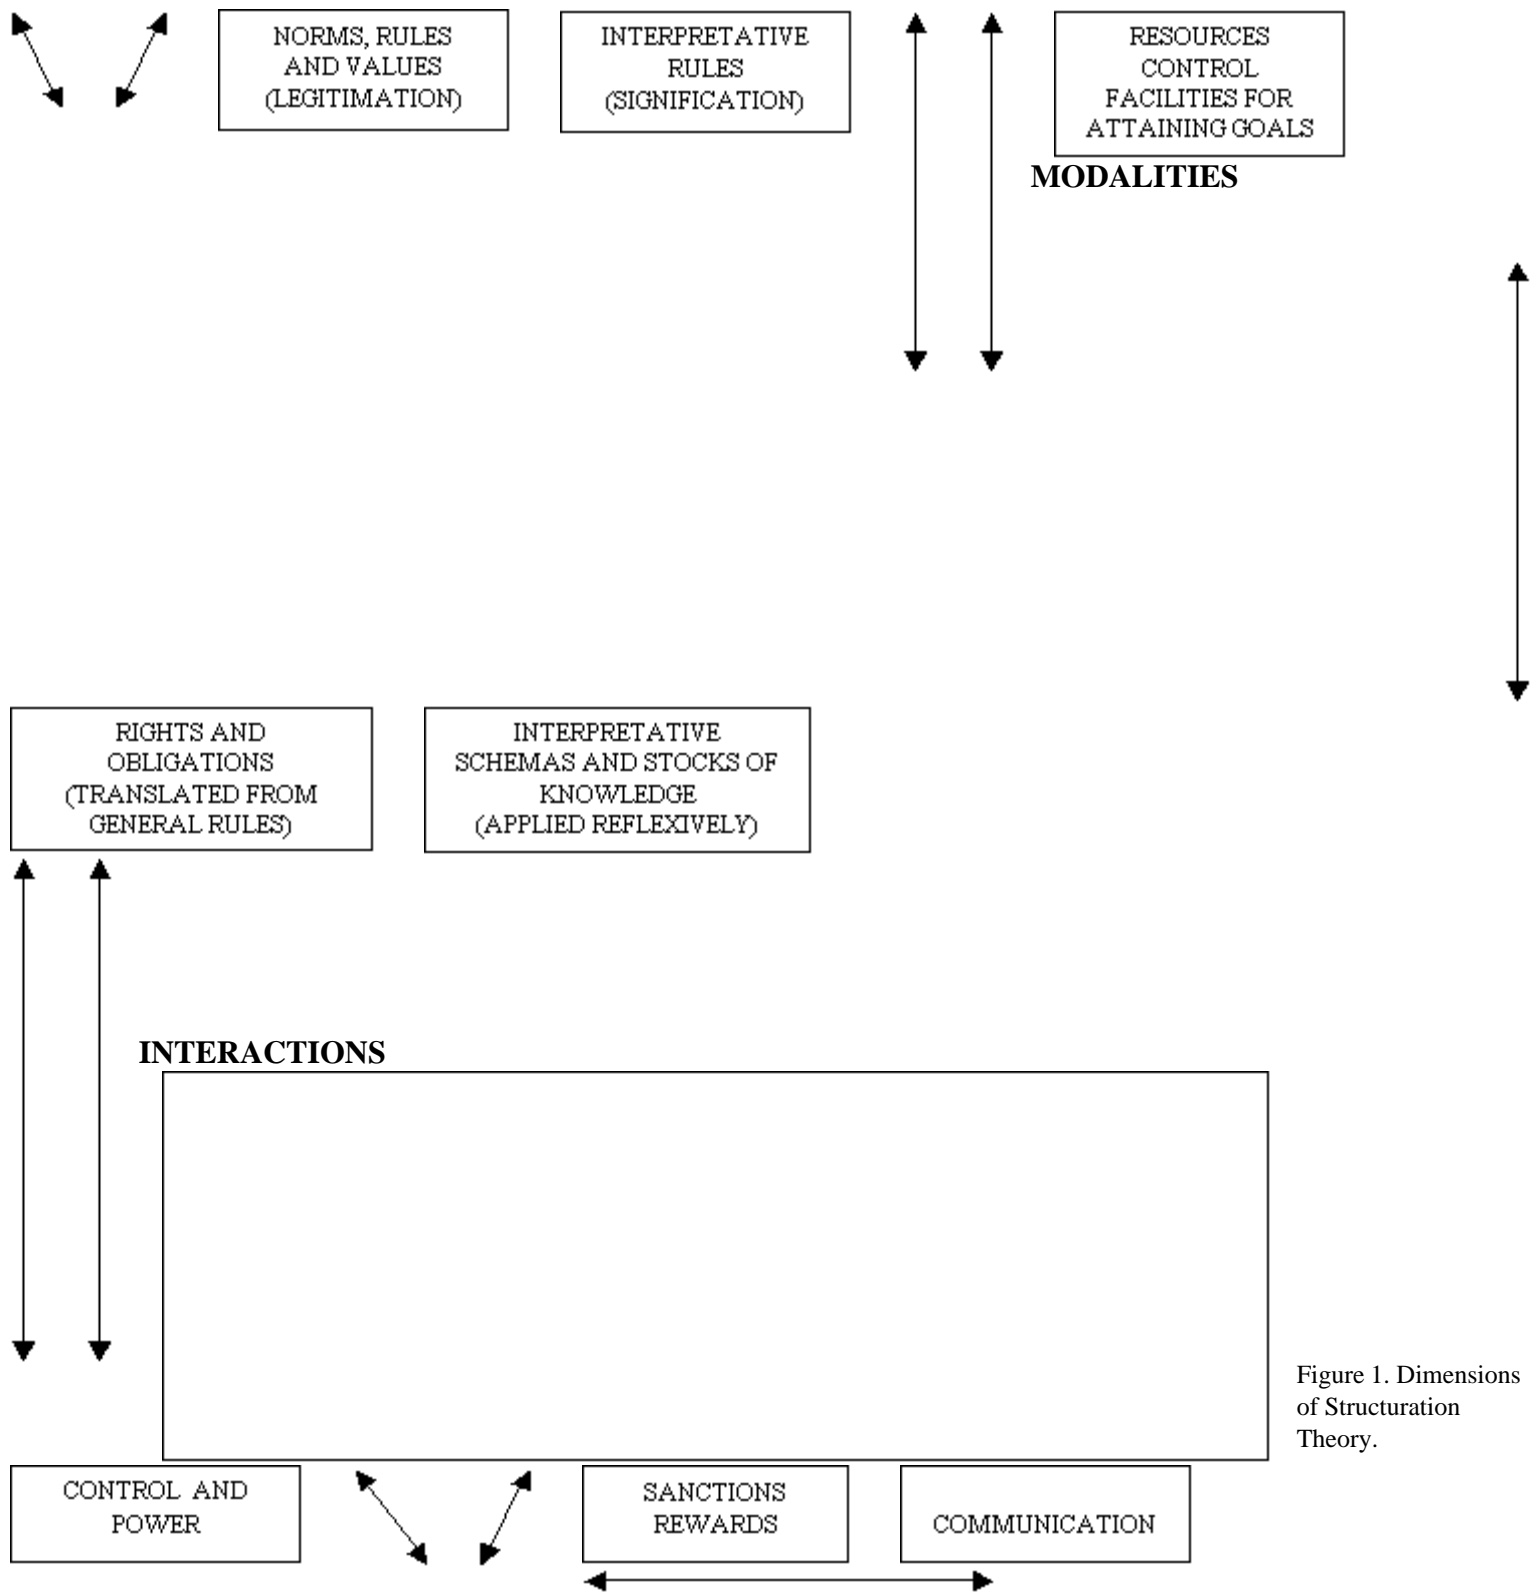 NORMS, RULES
AND VALUES
(LEGITIMATION)
INTERPRETATIVE
RULES
(SIGNIFICATION)
RESOURCES
CONTROL
FACILITIES FOR
ATTAINING GOALS
MODALITIES
RIGHTS AND
OBLIGATIONS
(TRANSLATED FROM
GENERAL RULES)
INTERPRETATIVE
SCHEMAS AND STOCKS OF
KNOWLEDGE
(APPLIED REFLEXIVELY)
INTERACTIONS
Figure 1. Dimensions
of Structuration
Theory.
CONTROL AND
POWER
SANCTIONS
REWARDS
COMMUNICATION